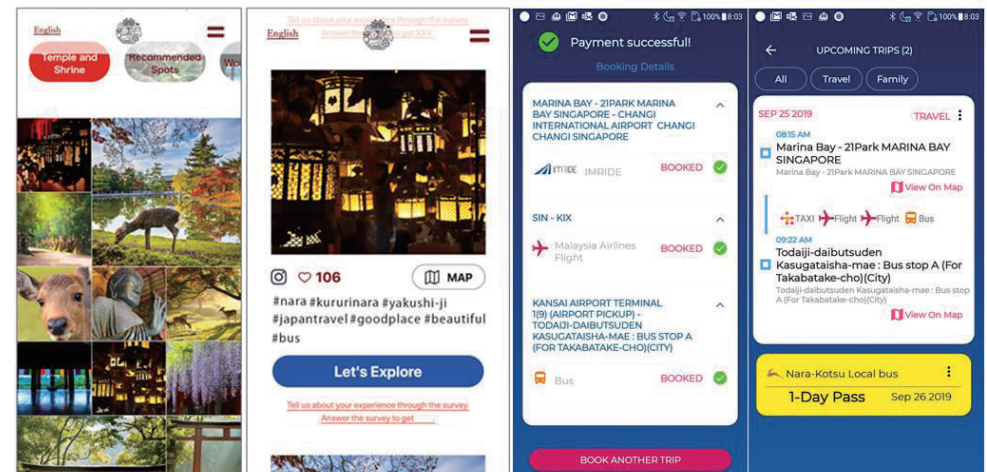 English
Temple and
Shrine
Recommended
Spots
Tell us about your experience through the survey.
Answer the survey to get XXX.
English
106
MAP
#nara #kururinara #yakushi-ji
#japantravel #goodplace #beautiful
#bus
Let's Explore
Tell us about your experience through the survey.
Answer the survey to get
100% 8:03
Payment successful!
Booking Details
MARINA BAY - 21PARK MARINA
BAY SINGAPORE - CHANGI
INTERNATIONAL AIRPORT CHANGI
CHANGI SINGAPORE
IMRIDE IMRIDE BOOKED
SIN - KIX
Malaysia Airlines
Flight
BOOKED
KANSAI AIRPORT TERMINAL
1(9) (AIRPORT PICKUP) -
TODAIJI-DAIBUTSUDEN
KASUGATAISHA-MAE : BUS STOP A
(FOR TAKABATAKE-CHO)(CITY)
Bus BOOKED
BOOK ANOTHER TRIP
100% 8:03
UPCOMING TRIPS (2)
All Travel Family
SEP 25 2019 TRAVEL
08:15 AM
Marina Bay - 21Park MARINA BAY
SINGAPORE
Marina Bay - 21Park MARINA BAY SINGAPORE
View On Map
TAXI Flight Flight Bus
09:22 AM
Todaiji-daibutsuden
Kasugataisha-mae : Bus stop A (For
Takabatake-cho)(City)
Todaiji-daibutsuden Kasugataisha-mae : Bus stop
A (For Takabatake-cho)(City)
View On Map
Nara-Kotsu Local bus
1-Day Pass Sep 26 2019